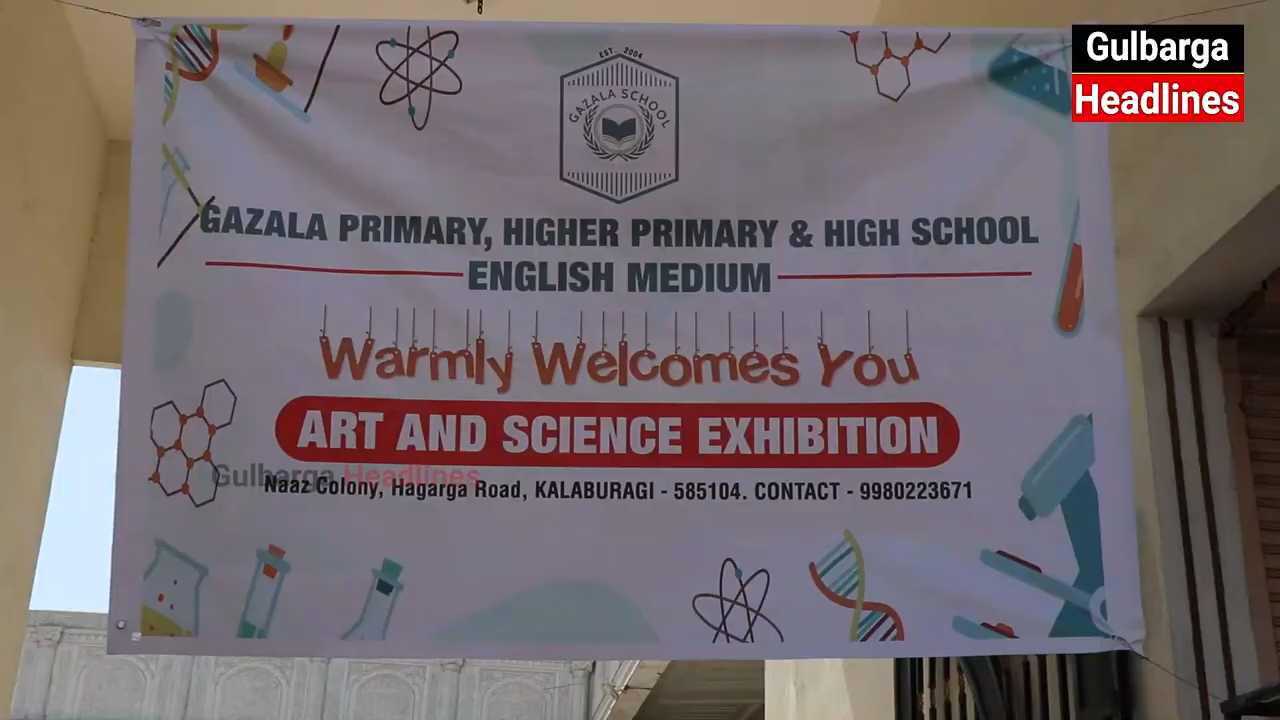 Gulbarga
Headlines
EST. 2004
GAZALA SCHOOL
GAZALA PRIMARY, HIGHER PRIMARY & HIGH SCHOOL
ENGLISH MEDIUM
Warmly Welcomes You
ART AND SCIENCE EXHIBITION
Gulbarga Headlines
Naaz Colony, Hagarga Road, KALABURAGI - 585104. CONTACT - 9980223671